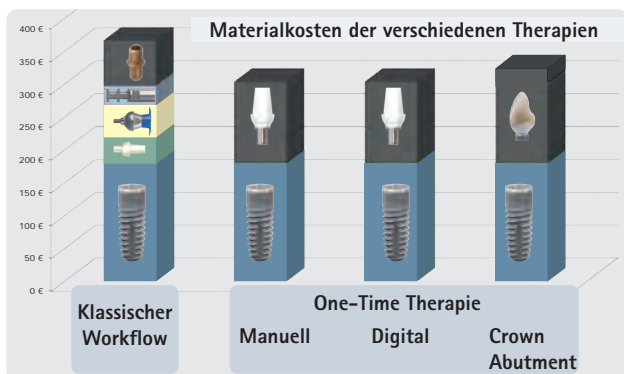 Materialkosten der verschiedenen Therapien
400 €
350 €
300 €
250 €
200 €
150 €
100 €
50 €
0 €
Klassischer
Workflow
One-Time Therapie
Manuell
Digital
Crown
Abutment